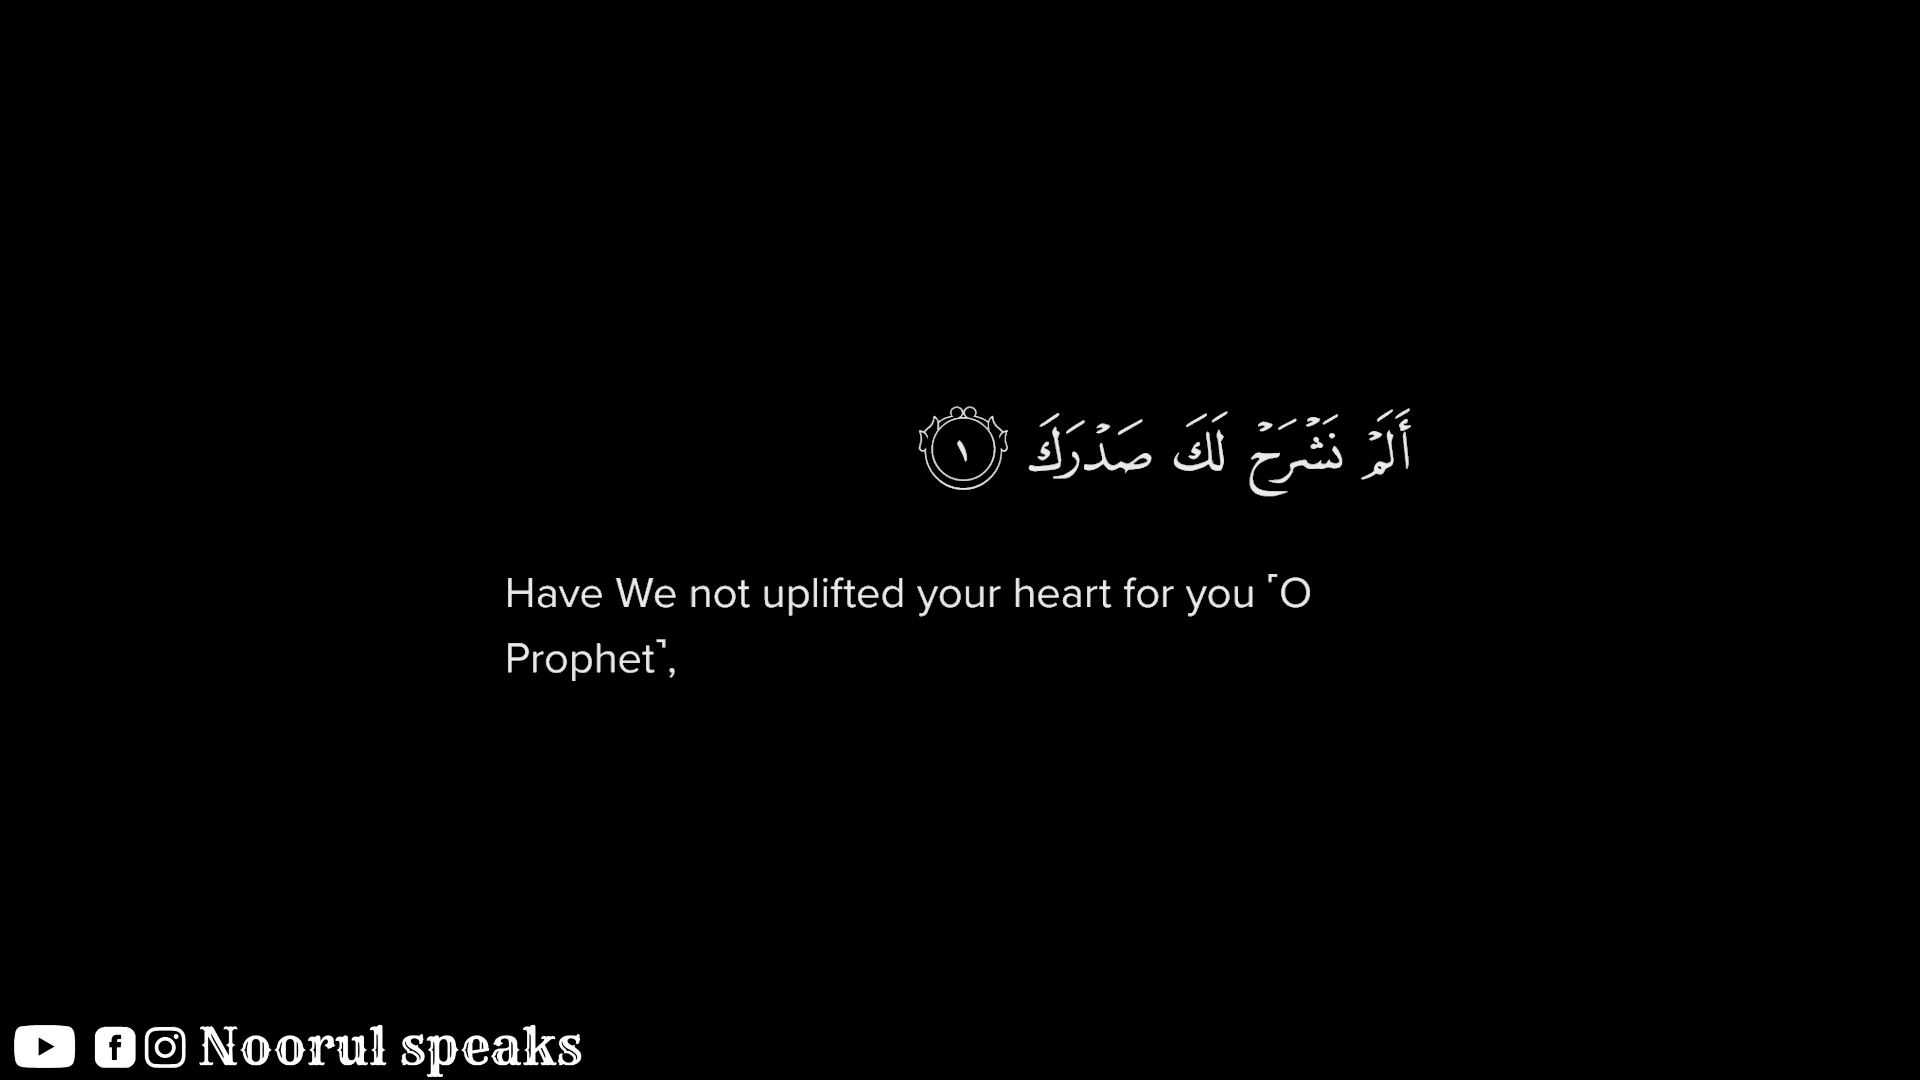 أَلَمۡ نَشۡرَحۡ لَكَ صَدۡرَكَ ١
Have We not uplifted your heart for you ˹O
Prophet˺,
Noorul speaks